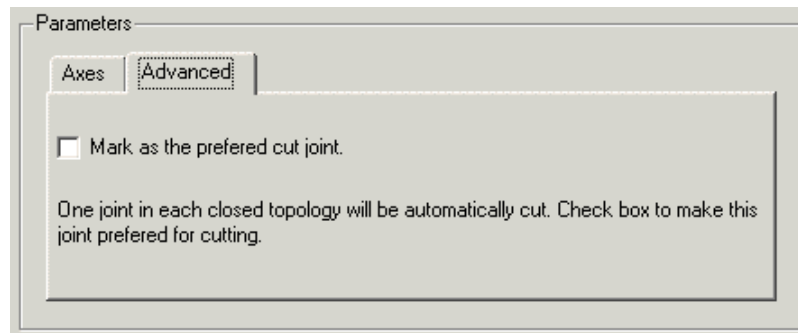 Parameters
Axes Advanced
Mark as the prefered cut joint.
One joint in each closed topology will be automatically cut. Check box to make this
joint prefered for cutting.